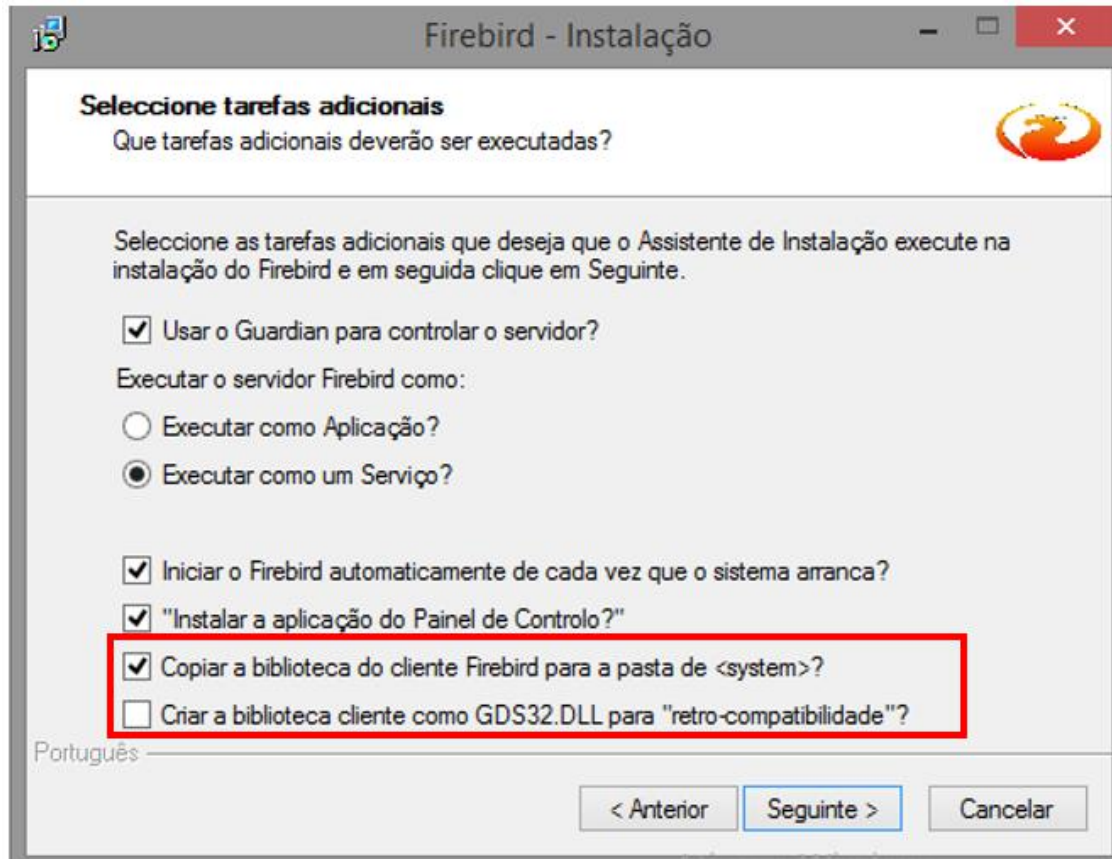 Firebird - Instalação
Seleccione tarefas adicionais
Que tarefas adicionais deverão ser executadas?
Seleccione as tarefas adicionais que deseja que o Assistente de Instalação execute na
instalação do Firebird e em seguida clique em Seguinte.
Usar o Guardian para controlar o servidor?
Executar o servidor Firebird como:
Executar como Aplicação?
Executar como um Serviço?
Iniciar o Firebird automaticamente de cada vez que o sistema arranca?
"Instalar a aplicação do Painel de Controlo?"
Copiar a biblioteca do cliente Firebird para a pasta de <system>?
Criar a biblioteca cliente como GDS32.DLL para "retro-compatibilidade"?
Português
< Anterior
Seguinte >
Cancelar